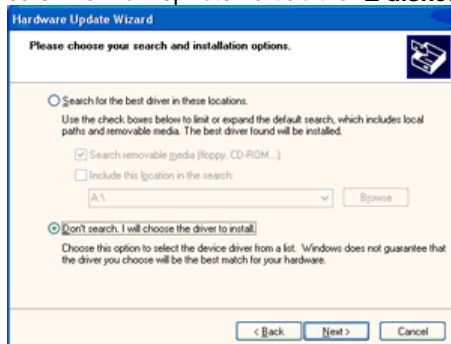 Hardware Update Wizard
Please choose your search and installation options.
Search for the best driver in these locations.
Use the check boxes below to limit or expand the default search, which includes local
paths and removable media. The best driver found will be installed.
Search removable media (floppy, CD-ROM...)
Include this location in the search:
A:\
Browse
Don't search. I will choose the driver to install.
Choose this option to select the device driver from a list. Windows does not guarantee that
the driver you choose will be the best match for your hardware.
< Back Next > Cancel